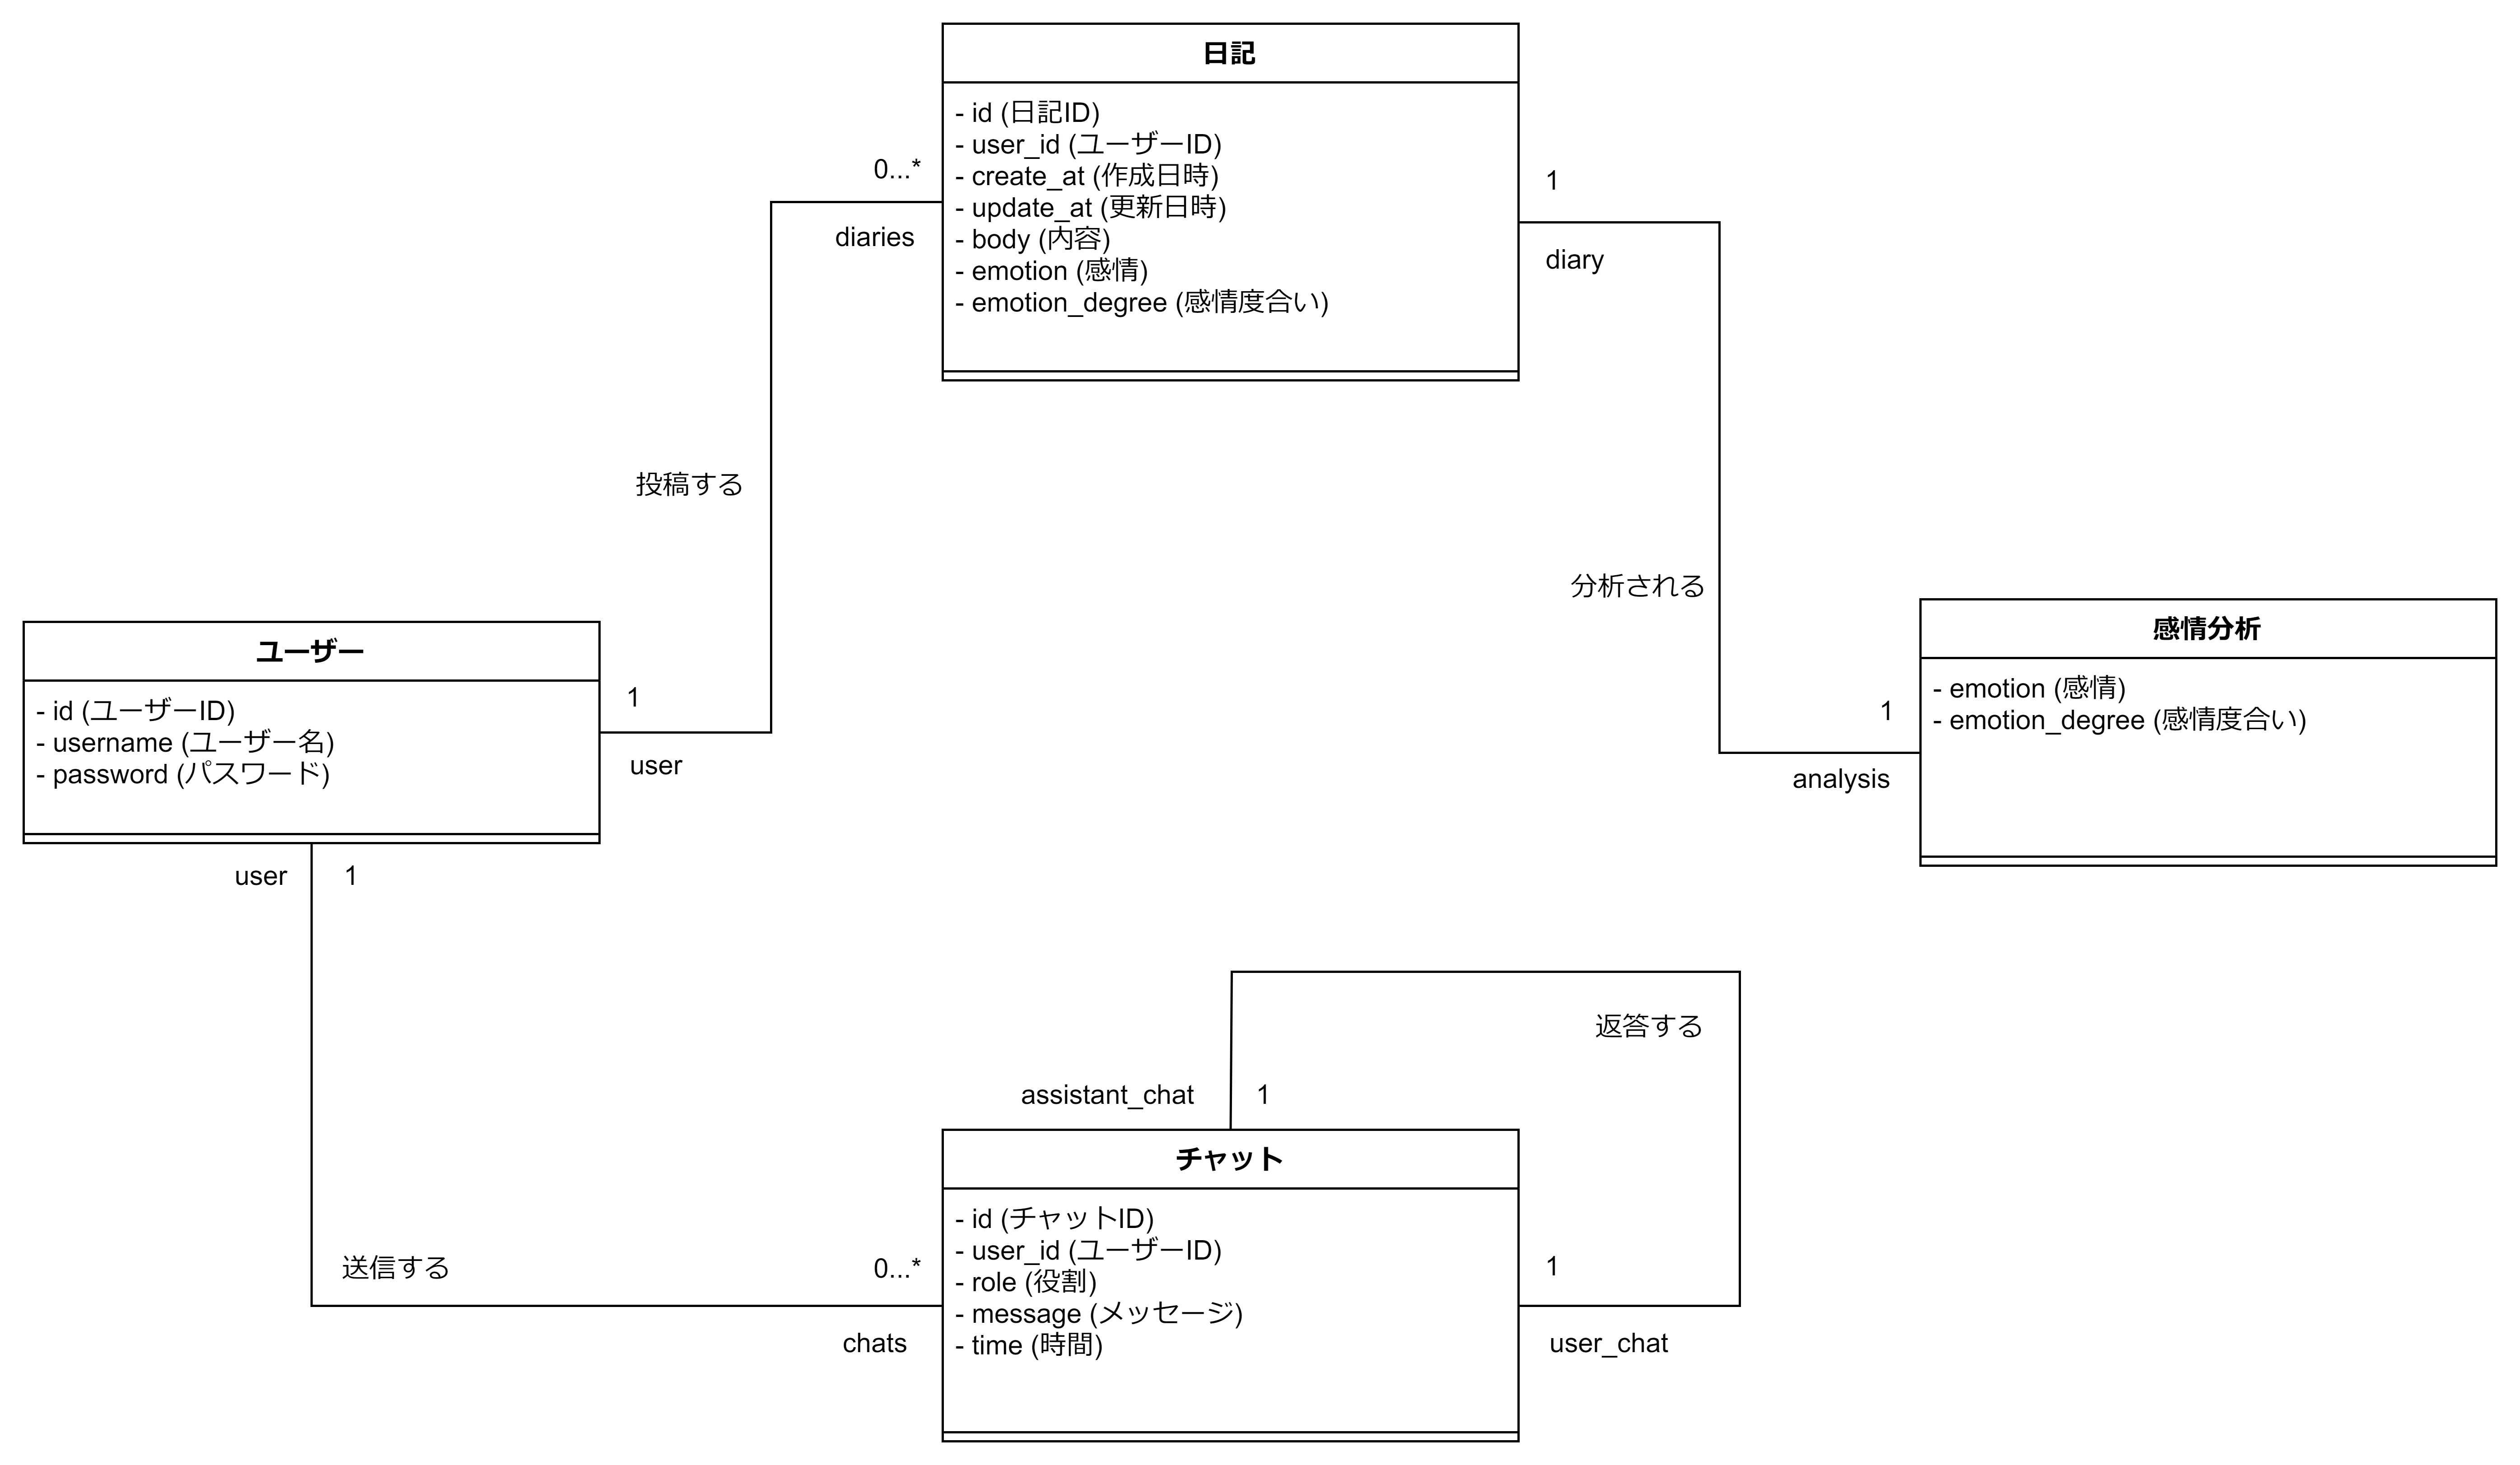 日記
- id (日記ID)
- user_id (ユーザーID)
- create_at (作成日時)
- update_at (更新日時)
- body (内容)
- emotion (感情)
- emotion_degree (感情度合い)
0...*
diaries
1
diary
投稿する
分析される
ユーザー
- id (ユーザーID)
- username (ユーザー名)
- password (パスワード)
1
user
感情分析
- emotion (感情)
- emotion_degree (感情度合い)
1
analysis
user
1
返答する
assistant_chat
1
チャット
- id (チャットID)
- user_id (ユーザーID)
- role (役割)
- message (メッセージ)
- time (時間)
送信する
0...*
chats
1
user_chat